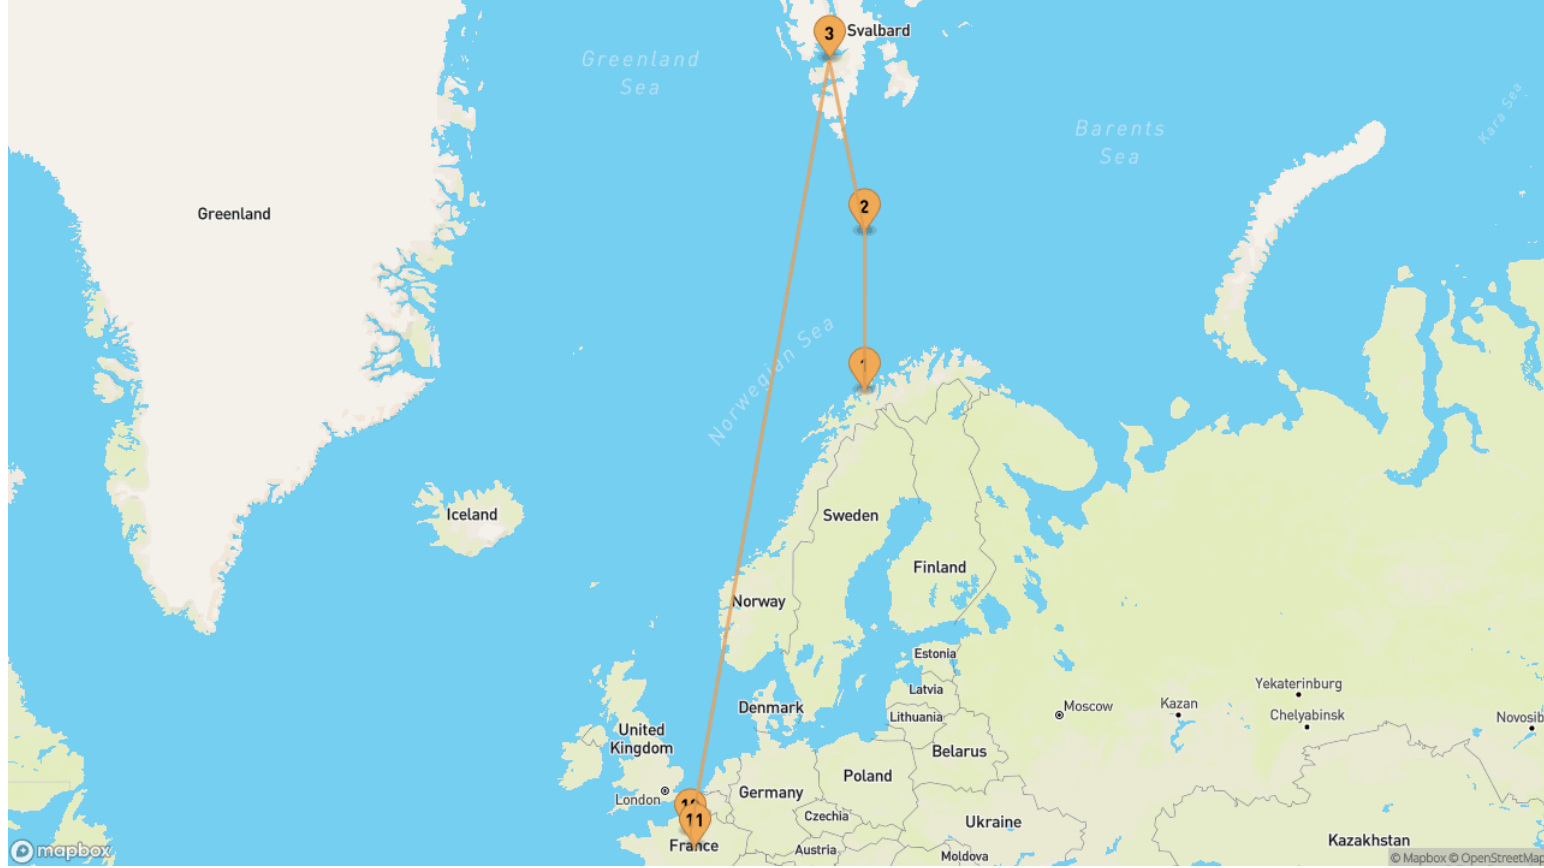 3
Svalbard
Greenland
Sea
Barents
Sea
Kara Sea
2
Greenland
Norwegian Sea
Iceland
Sweden
Finland
Norway
Estonia
Latvia
Lithuania
Denmark
Moscow
Kazan
Yekaterinburg
Chelyabinsk
Novosib
United
Kingdom
Belarus
Poland
London
Germany
Czechia
Ukraine
11
France
Austria
Moldova
Kazakhstan
mapbox
© Mapbox © OpenStreetMap